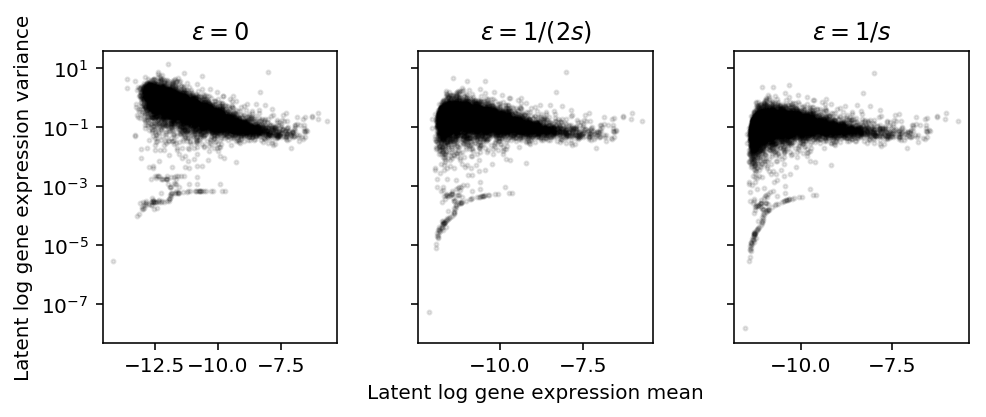 ε = 0
ε = 1/(2s)
ε = 1/s
Latent log gene expression variance
10¹
10⁻¹
10⁻³
10⁻⁵
10⁻⁷
−12.5 −10.0 −7.5
−10.0 −7.5
−10.0 −7.5
Latent log gene expression mean